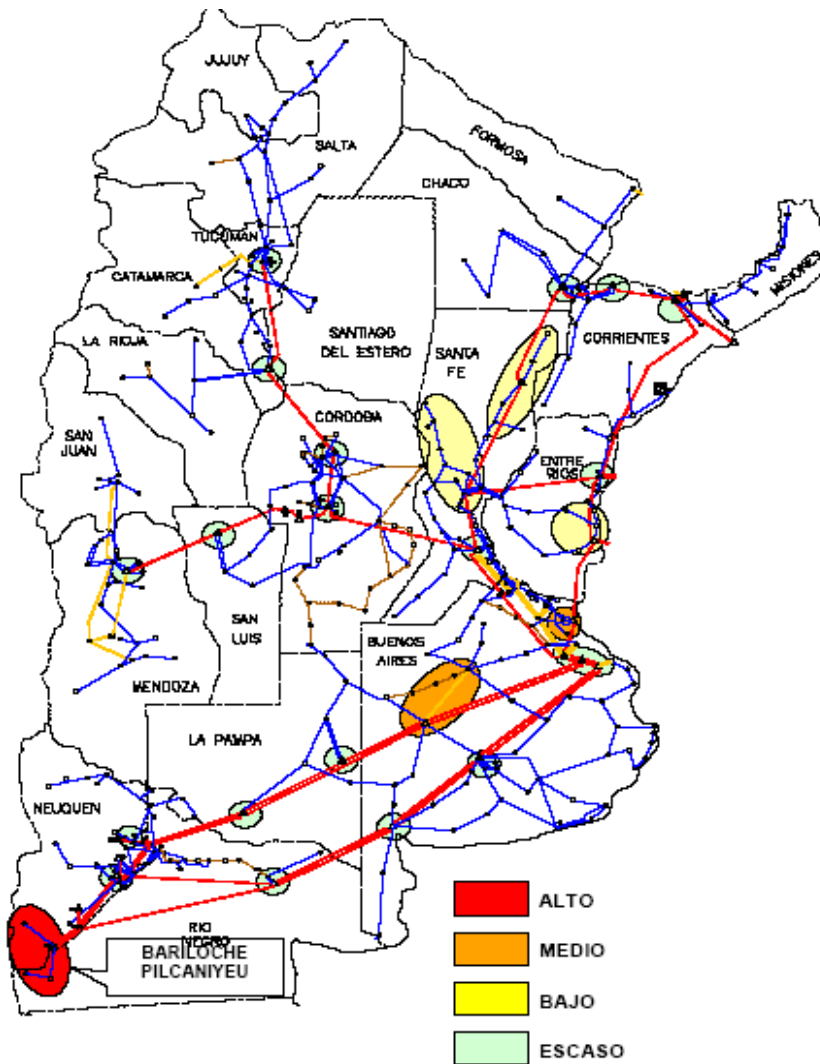 JUJUY
SALTA
FORMOSA
CHACO
TUCUMAN
MISIONES
CATAMARCA
LA RIOJA
SANTIAGO
DEL ESTERO
SANTA
FE
CORRIENTES
CORDOBA
SAN
JUAN
ENTRE
RIOS
SAN
LUIS
BUENOS
AIRES
MENDOZA
LA PAMPA
NEUQUEN
RIO
NEGRO
BARILOCHE
PILCANIYEU
ALTO
MEDIO
BAJO
ESCASO